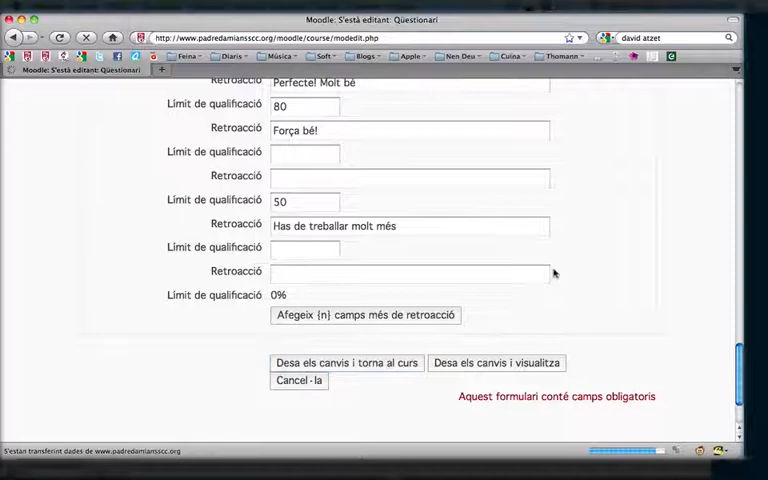 Moodle: S'està editant: Qüestionari
http://www.padredamiansscc.org/moodle/course/modedit.php
david atzet
Feina Diaris Música Soft Blogs Apple Nen Deu Cuina Thomann
Moodle: S'està editant: Qüestionari
Retroacció Perfecte! Molt bé
Límit de qualificació 80
Retroacció Força bé!
Límit de qualificació
Retroacció
Límit de qualificació 50
Retroacció Has de treballar molt més
Límit de qualificació
Retroacció
Límit de qualificació 0%
Afegeix {n} camps més de retroacció
Desa els canvis i torna al curs Desa els canvis i visualitza
Cancel·la
Aquest formulari conté camps obligatoris
S'estan transferint dades de www.padredamiansscc.org